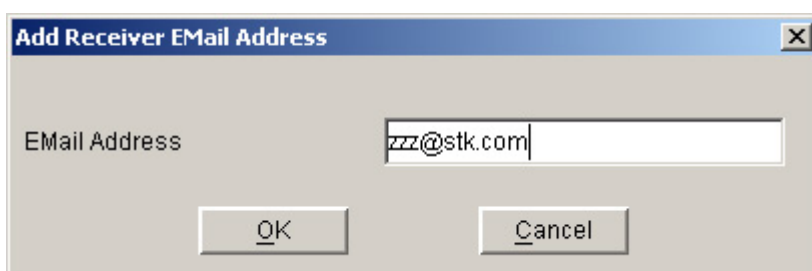 Add Receiver EMail Address
EMail Address zzz@stk.com
OK Cancel